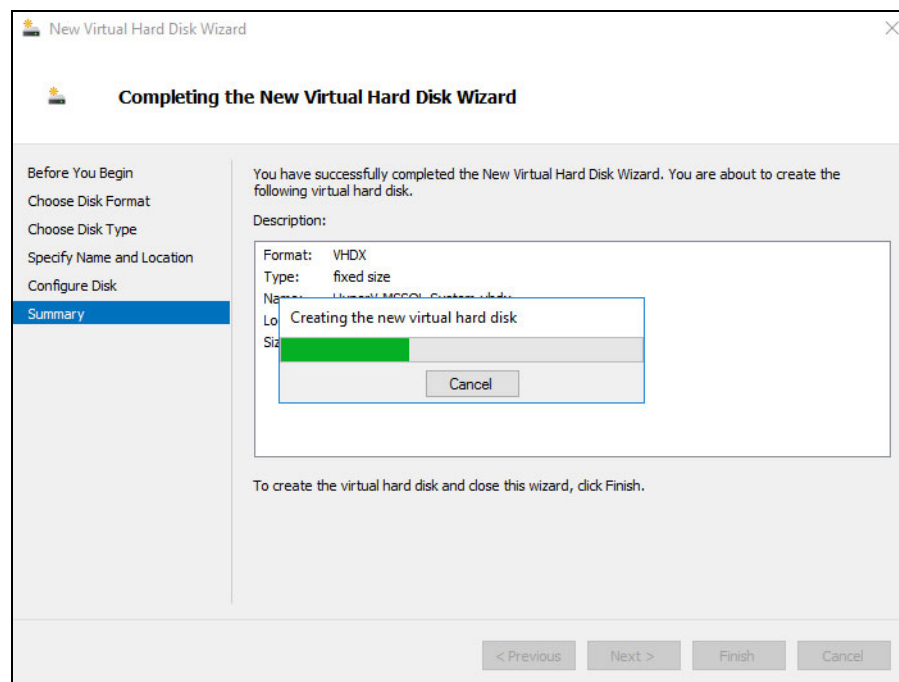 New Virtual Hard Disk Wizard
Completing the New Virtual Hard Disk Wizard
Before You Begin
Choose Disk Format
Choose Disk Type
Specify Name and Location
Configure Disk
Summary
You have successfully completed the New Virtual Hard Disk Wizard. You are about to create the
following virtual hard disk.
Description:
Format: VHDX
Type: fixed size
Creating the new virtual hard disk
Cancel
To create the virtual hard disk and close this wizard, click Finish.
< Previous Next > Finish Cancel